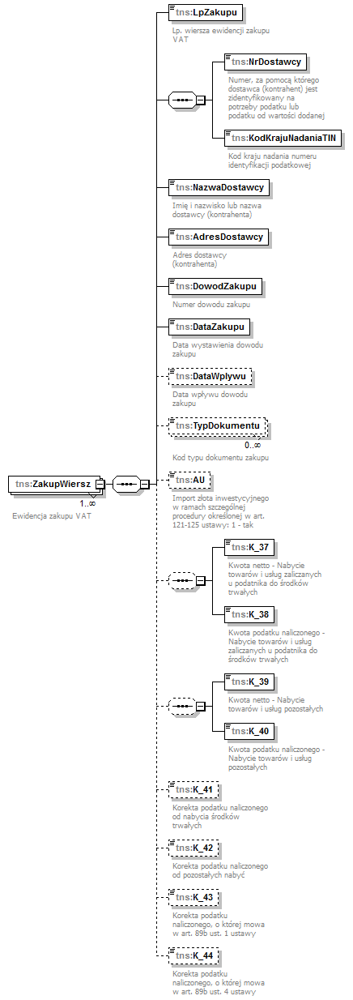 tns:LpZakupu
Lp. wiersza ewidencji zakupu
VAT
tns:NrDostawcy
Numer, za pomocą którego
dostawca (kontrahent) jest
zidentyfikowany na
potrzeby podatku lub
podatku od wartości dodanej
tns:KodKrajuNadaniaTIN
Kod kraju nadania numeru
identyfikacji podatkowej
tns:NazwaDostawcy
Imię i nazwisko lub nazwa
dostawcy (kontrahenta)
tns:AdresDostawcy
Adres dostawcy
(kontrahenta)
tns:DowodZakupu
Numer dowodu zakupu
tns:DataZakupu
Data wystawienia dowodu
zakupu
tns:DataWplywu
Data wpływu dowodu
zakupu
tns:TypDokumentu
0..∞
Kod typu dokumentu zakupu
tns:ZakupWiersz
1..∞
Ewidencja zakupu VAT
tns:AU
Import złota inwestycyjnego
w ramach szczególnej
procedury określonej w art.
121-125 ustawy: 1 - tak
tns:K_37
Kwota netto - Nabycie
towarów i usług zaliczanych
u podatnika do środków
trwałych
tns:K_38
Kwota podatku naliczonego -
Nabycie towarów i usług
zaliczanych u podatnika do
środków trwałych
tns:K_39
Kwota netto - Nabycie
towarów i usług pozostałych
tns:K_40
Kwota podatku naliczonego -
Nabycie towarów i usług
pozostałych
tns:K_41
Korekta podatku naliczonego
od nabycia środków
trwałych
tns:K_42
Korekta podatku naliczonego
od pozostałych nabyć
tns:K_43
Korekta podatku
naliczonego, o której mowa
w art. 89b ust. 1 ustawy
tns:K_44
Korekta podatku
naliczonego, o której mowa
w art. 89b ust. 4 ustawy